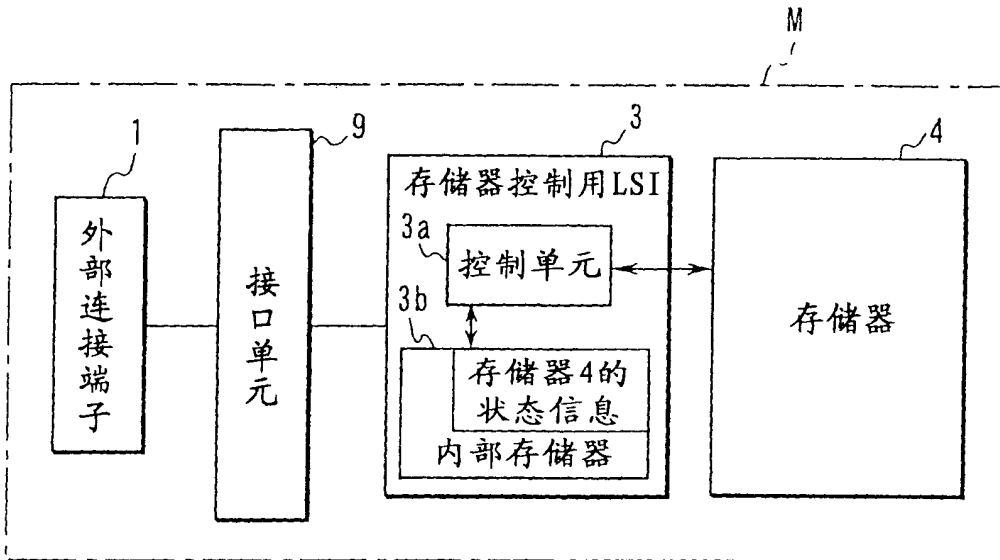 M
1
外部连接端子
9
接口单元
3
存储器控制用LSI
3a
控制单元
3b
存储器4的
状态信息
内部存储器
4
存储器